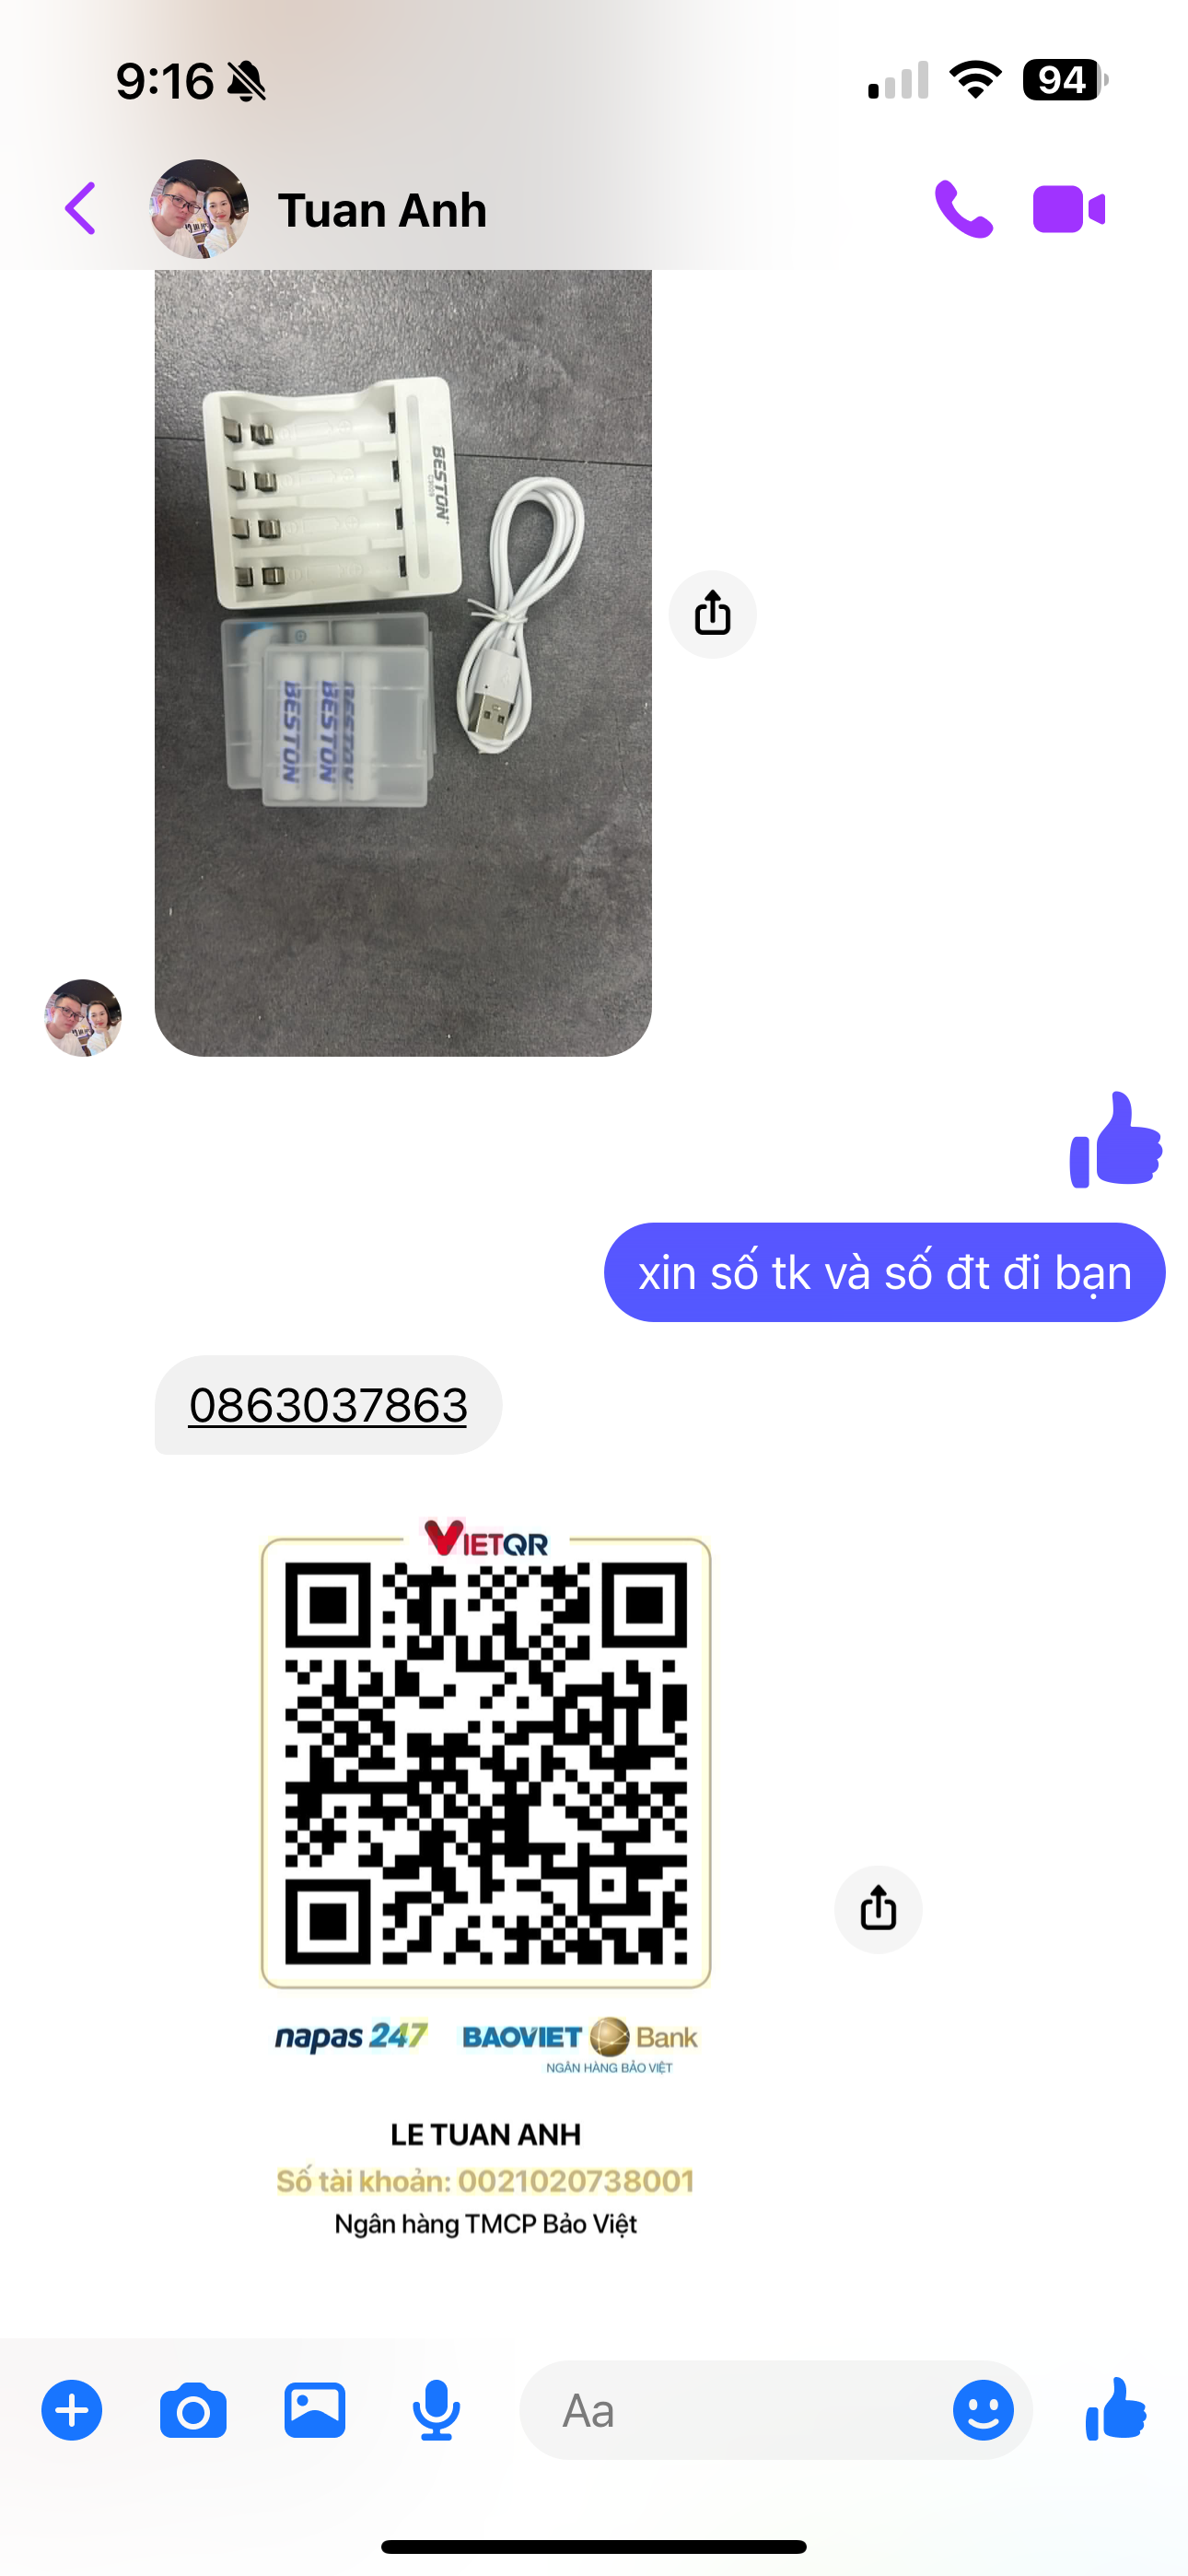 9:16
94
Tuan Anh
BESTON
C9009
BESTON
BESTON
BESTON
xin số tk và số đt đi bạn
0863037863
VIETQR
napas 247
BAOVIET Bank
NGÂN HÀNG BẢO VIỆT
LE TUAN ANH
Số tài khoản: 0021020738001
Ngân hàng TMCP Bảo Việt
Aa